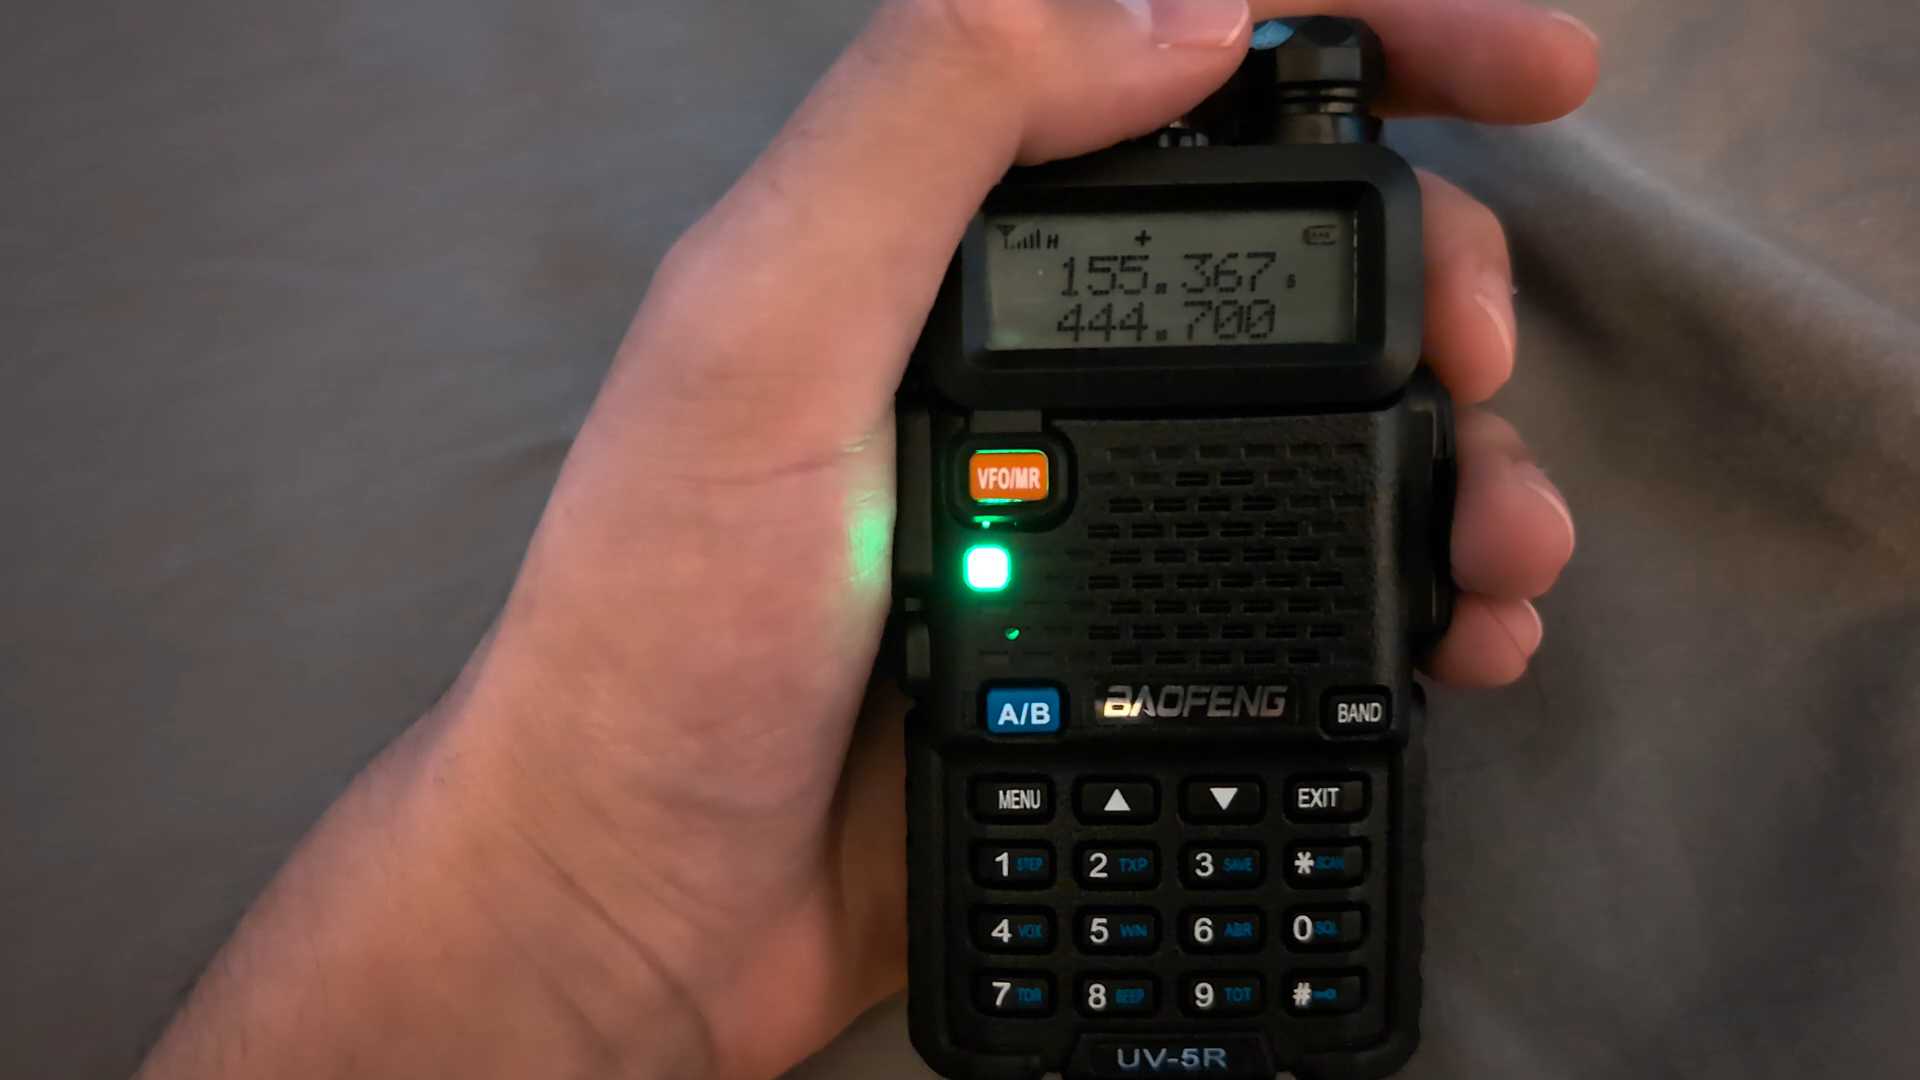 H +
155.367 5
444.700
VFO/MR
A/B BAOFENG BAND
MENU ▲ ▼ EXIT
1 STEP 2 TXP 3 SAVE * SCAN
4 VOX 5 WN 6 ABR 0 SQL
7 TDR 8 BEEP 9 TOT #
UV-5R